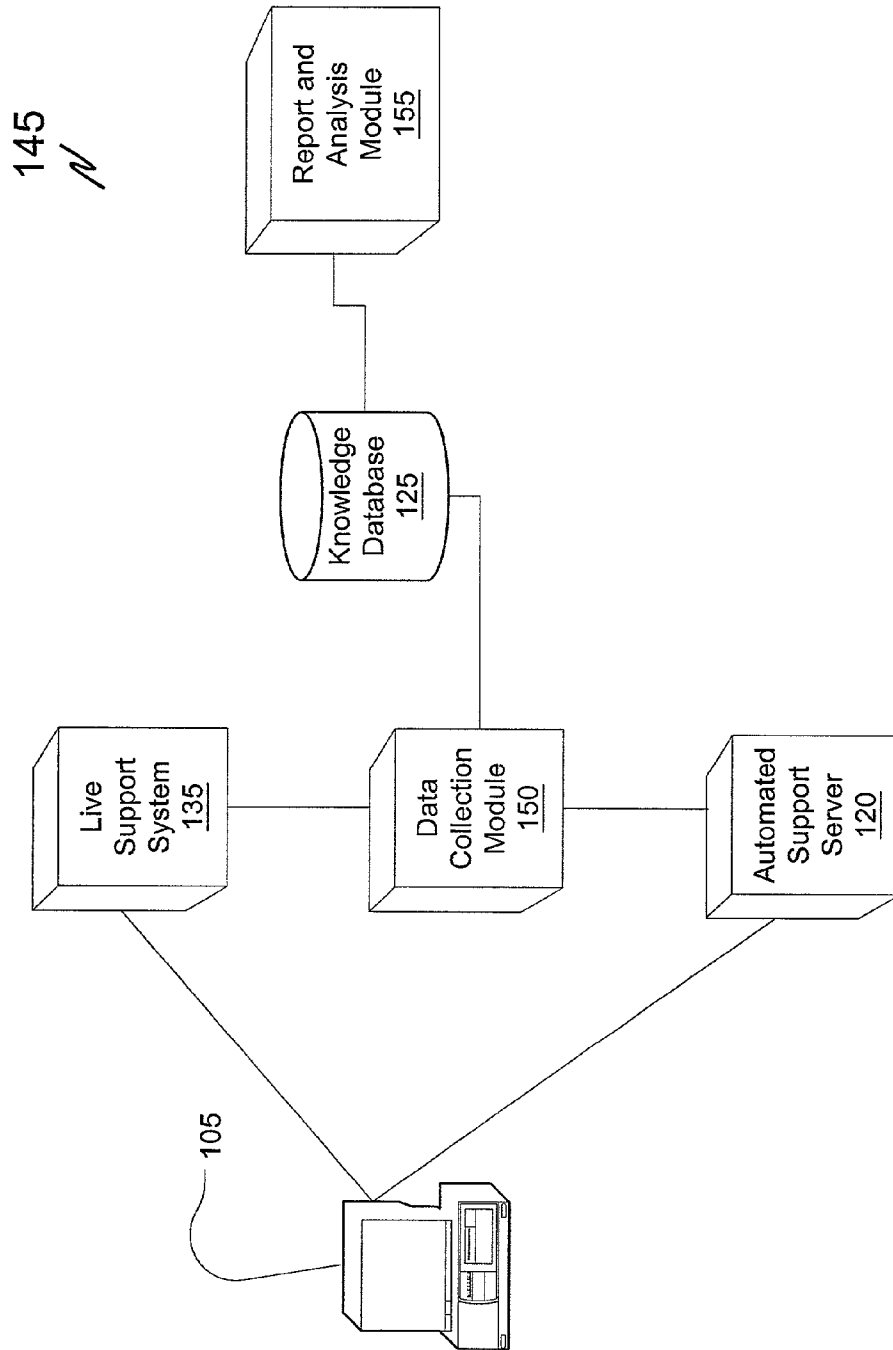 145
105
Live
Support
System
135
Data
Collection
Module
150
Automated
Support
Server
120
Knowledge
Database
125
Report and
Analysis
Module
155